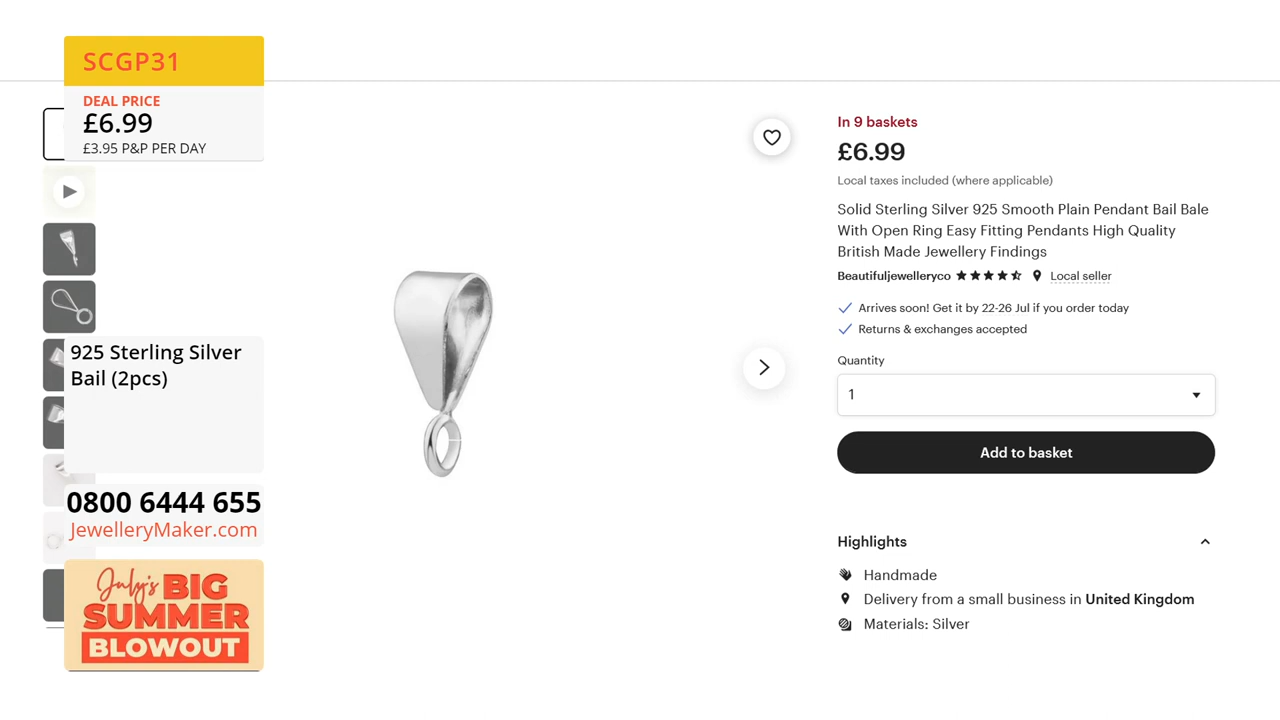 SCGP31
DEAL PRICE
£6.99
£3.95 P&P PER DAY
925 Sterling Silver
Bail (2pcs)
0800 6444 655
JewelleryMaker.com
July's BIG
SUMMER
BLOWOUT
In 9 baskets
£6.99
Local taxes included (where applicable)
Solid Sterling Silver 925 Smooth Plain Pendant Bail Bale
With Open Ring Easy Fitting Pendants High Quality
British Made Jewellery Findings
Beautifuljewelleryco
Local seller
Arrives soon! Get it by 22-26 Jul if you order today
Returns & exchanges accepted
Quantity
1
Add to basket
Highlights
Handmade
Delivery from a small business in United Kingdom
Materials: Silver